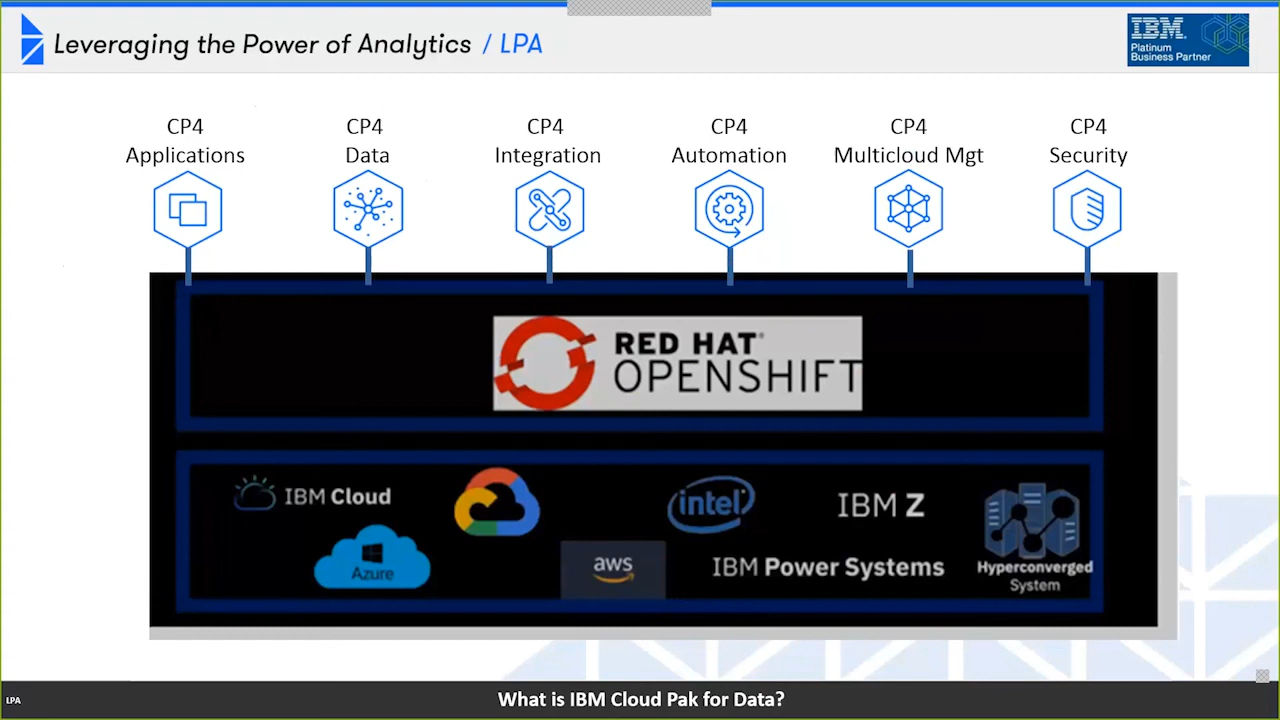 Leveraging the Power of Analytics / LPA
IBM
Platinum
Business Partner
CP4
Applications
CP4
Data
CP4
Integration
CP4
Automation
CP4
Multicloud Mgt
CP4
Security
RED HAT®
OPENSHIFT
IBM Cloud
Azure
aws
intel
IBM Z
IBM Power Systems
Hyperconverged
System
LPA
What is IBM Cloud Pak for Data?